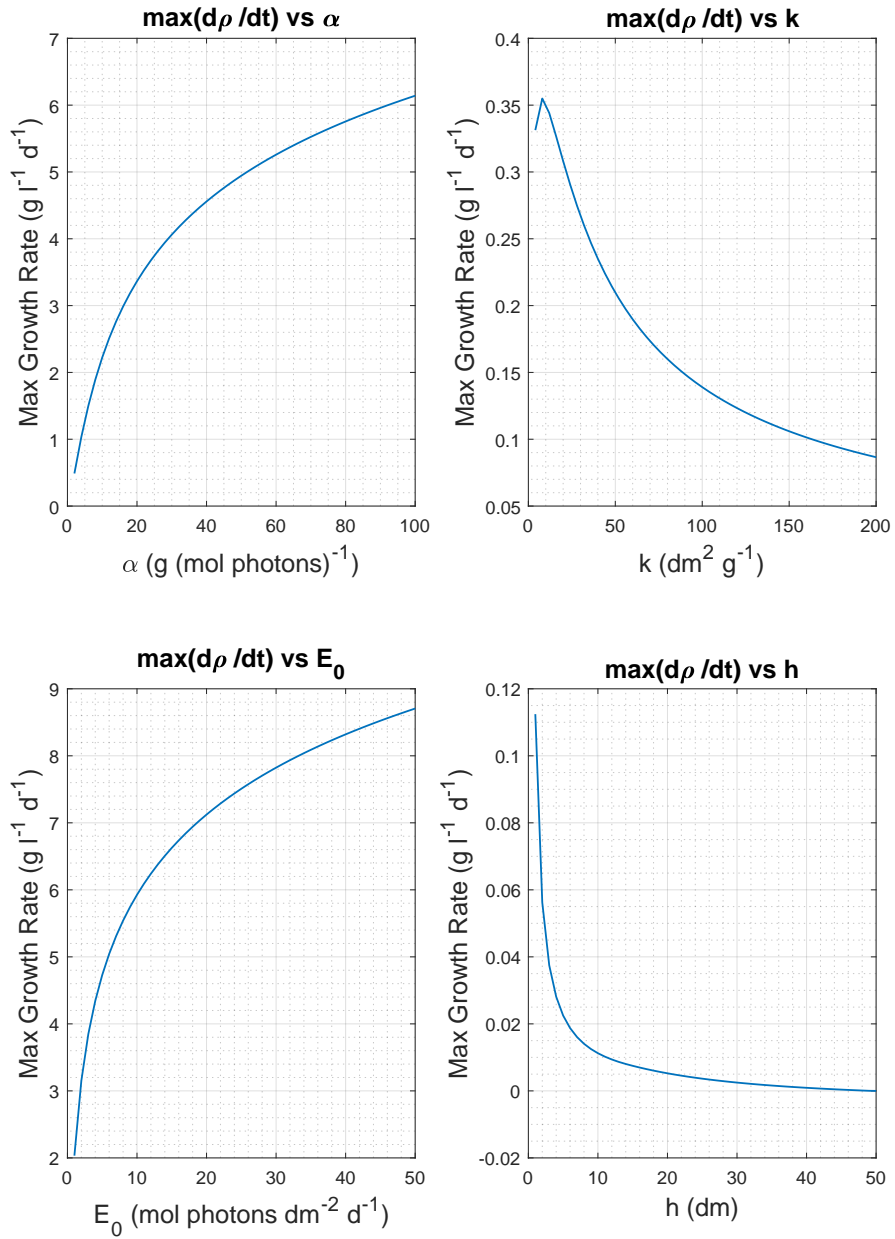 max(dρ /dt) vs α
7
6
5
4
3
2
1
0
Max Growth Rate (g l⁻¹ d⁻¹)
0 20 40 60 80 100
α (g (mol photons)⁻¹
max(dρ /dt) vs k
0.4
0.35
0.3
0.25
0.2
0.15
0.1
0.05
Max Growth Rate (g l⁻¹ d⁻¹)
0 50 100 150 200
k (dm² g⁻¹)
max(dρ /dt) vs E₀
9
8
7
6
5
4
3
2
Max Growth Rate (g l⁻¹ d⁻¹)
0 10 20 30 40 50
E₀ (mol photons dm⁻² d⁻¹)
max(dρ /dt) vs h
0.12
0.1
0.08
0.06
0.04
0.02
0
-0.02
Max Growth Rate (g l⁻¹ d⁻¹)
0 10 20 30 40 50
h (dm)